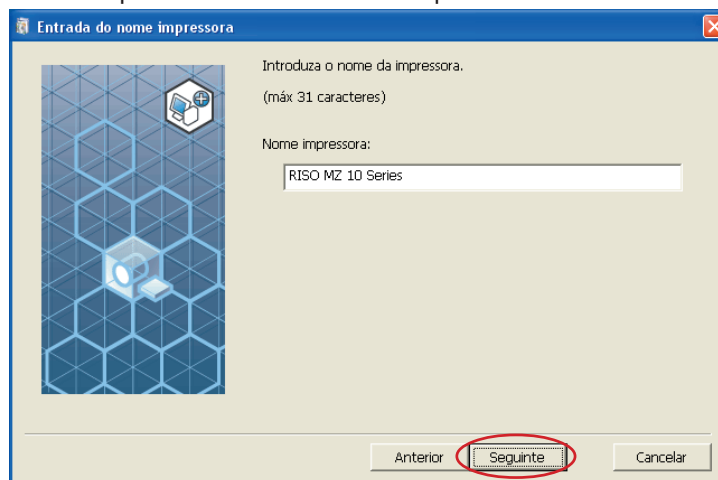 Entrada do nome impressora
Introduza o nome da impressora.
(máx 31 caracteres)
Nome impressora:
RISO MZ 10 Series
Anterior Seguinte Cancelar